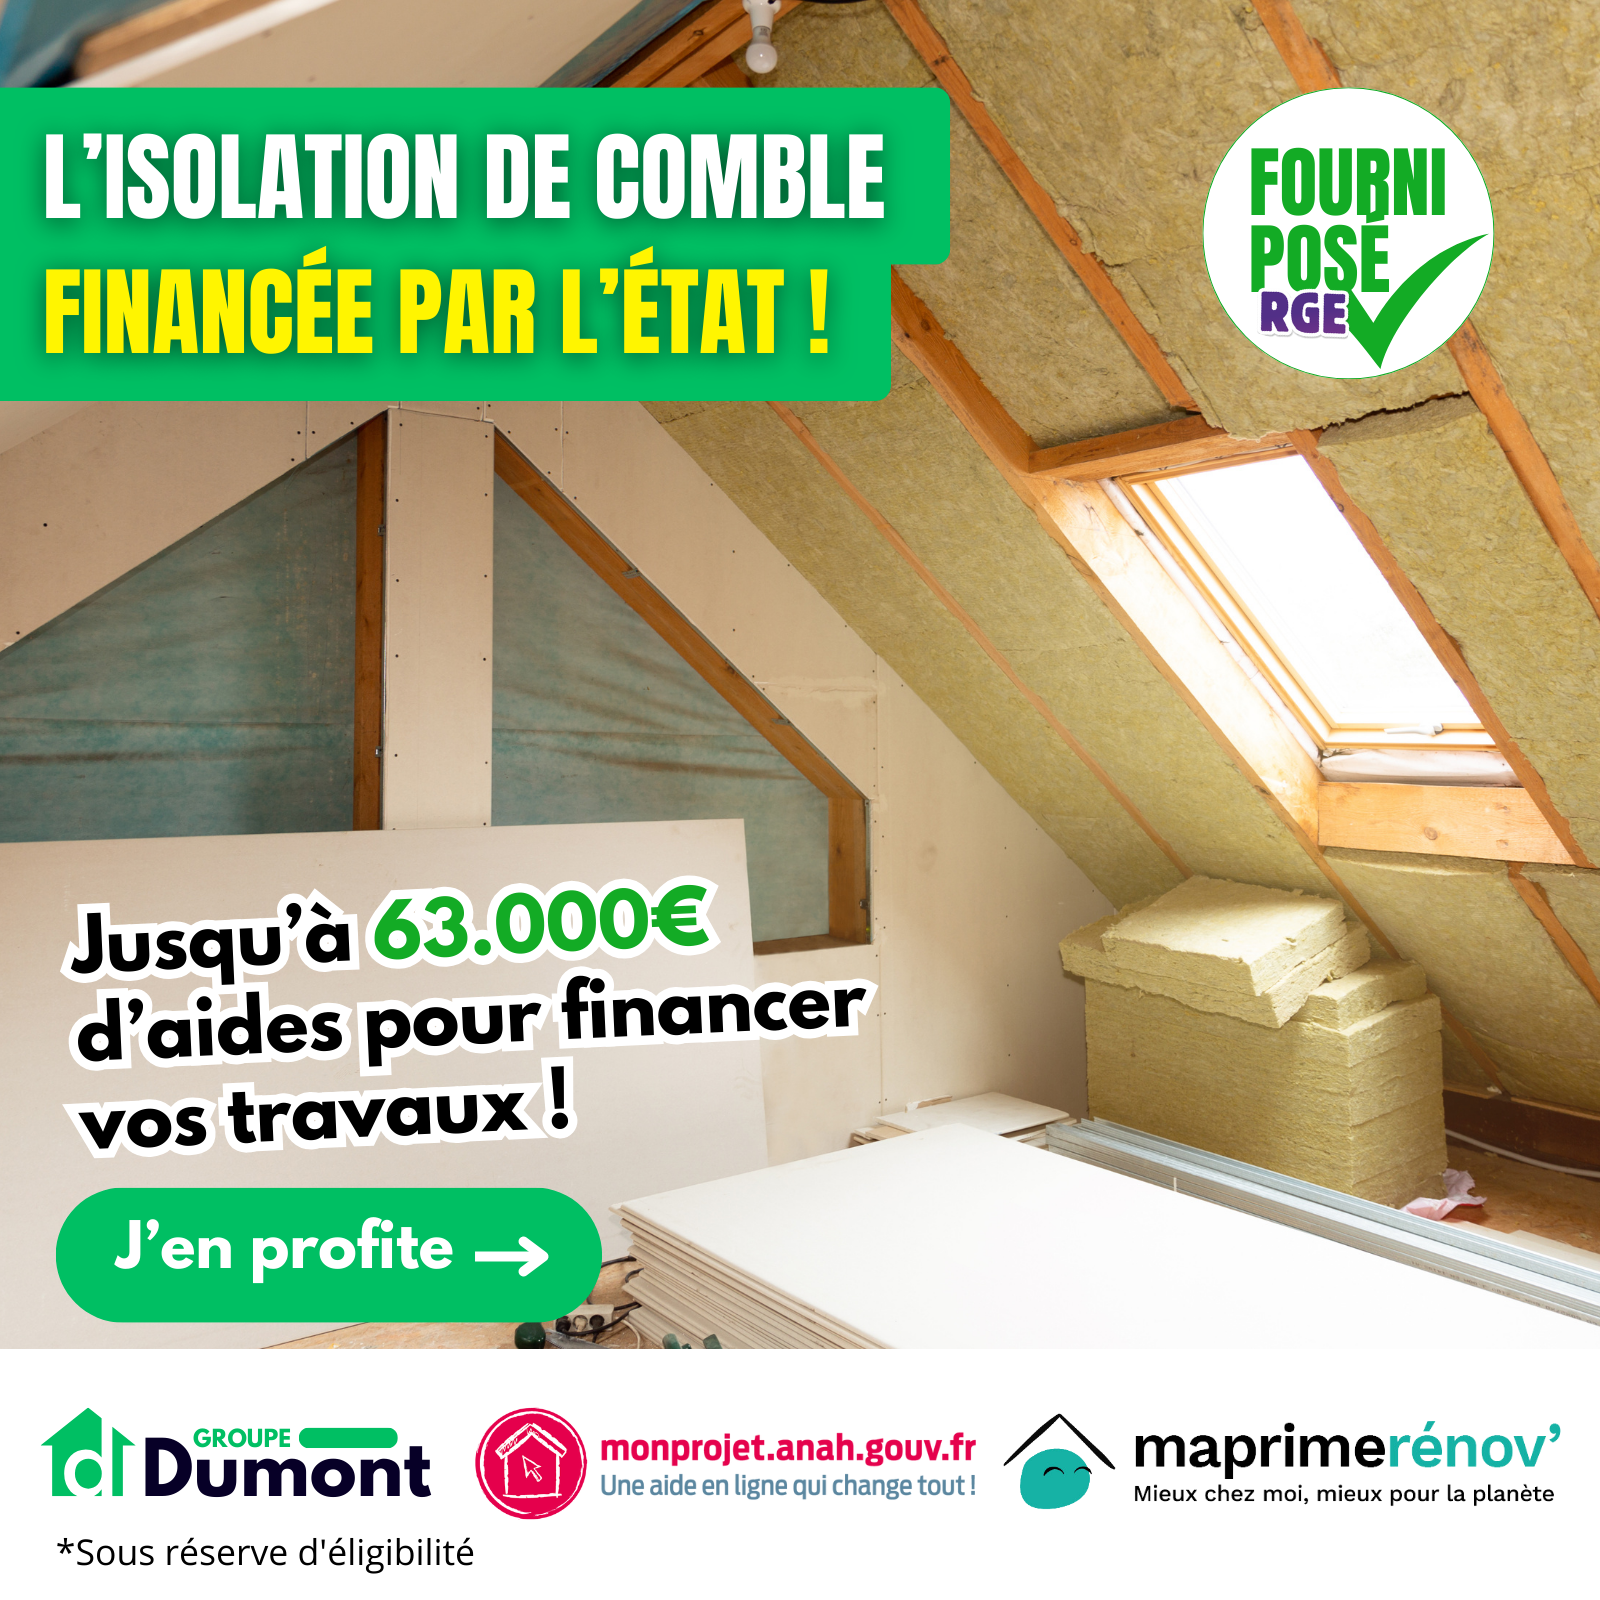 L'ISOLATION DE COMBLE
FINANCÉE PAR L'ÉTAT !
FOURNI
POSÉ
RGE
Jusqu'à 63.000€
d'aides pour financer
vos travaux !
J'en profite →
GROUPE
Dumont
monprojet.anah.gouv.fr
Une aide en ligne qui change tout !
maprimerénov'
Mieux chez moi, mieux pour la planète
*Sous réserve d'éligibilité